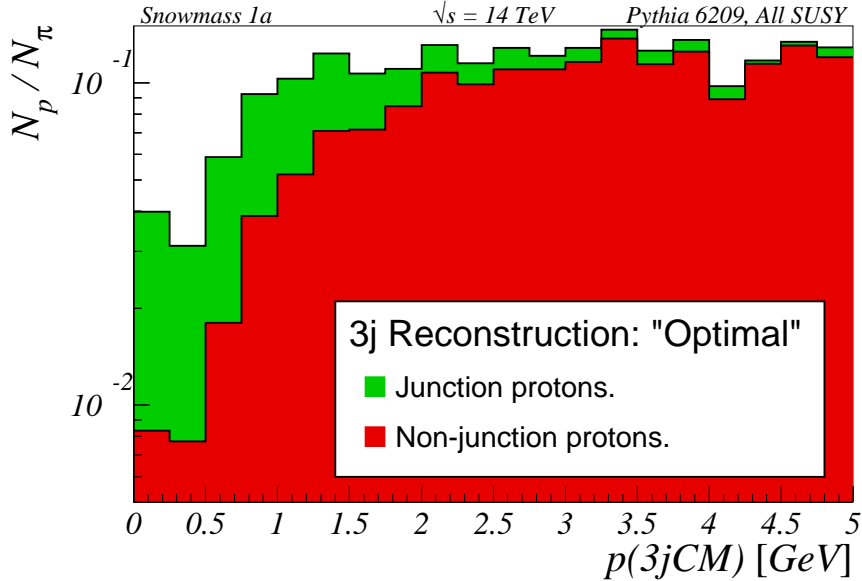 Snowmass 1a √s = 14 TeV Pythia 6209, All SUSY
N_p / N_π
10^-1
10^-2
3j Reconstruction: "Optimal"
Junction protons.
Non-junction protons.
0 0.5 1 1.5 2 2.5 3 3.5 4 4.5 5
p(3jCM) [GeV]